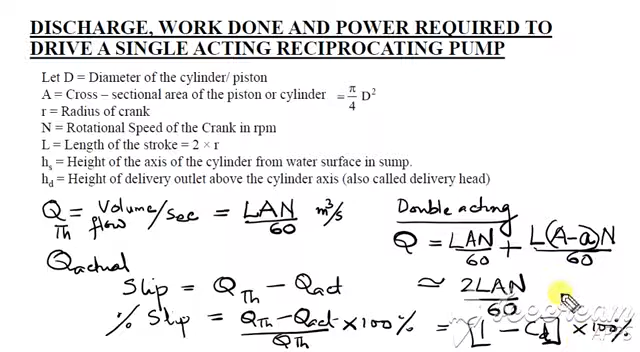 DISCHARGE, WORK DONE AND POWER REQUIRED TO
DRIVE A SINGLE ACTING RECIPROCATING PUMP
Let D = Diameter of the cylinder/ piston
A = Cross – sectional area of the piston or cylinder = π/4 D²
r = Radius of crank
N = Rotational Speed of the Crank in rpm
L = Length of the stroke = 2 × r
hs = Height of the axis of the cylinder from water surface in sump.
hd = Height of delivery outlet above the cylinder axis (also called delivery head)
Q Th = Volume flow /sec = LAN/60 m³/s
Double acting
Q = LAN/60 + L(A-a)N/60
Qactual
Slip = QTh - Qact
≃ 2LAN/60
% Slip = QTh - Qact/QTh × 100% = [1 - Cd] × 100%